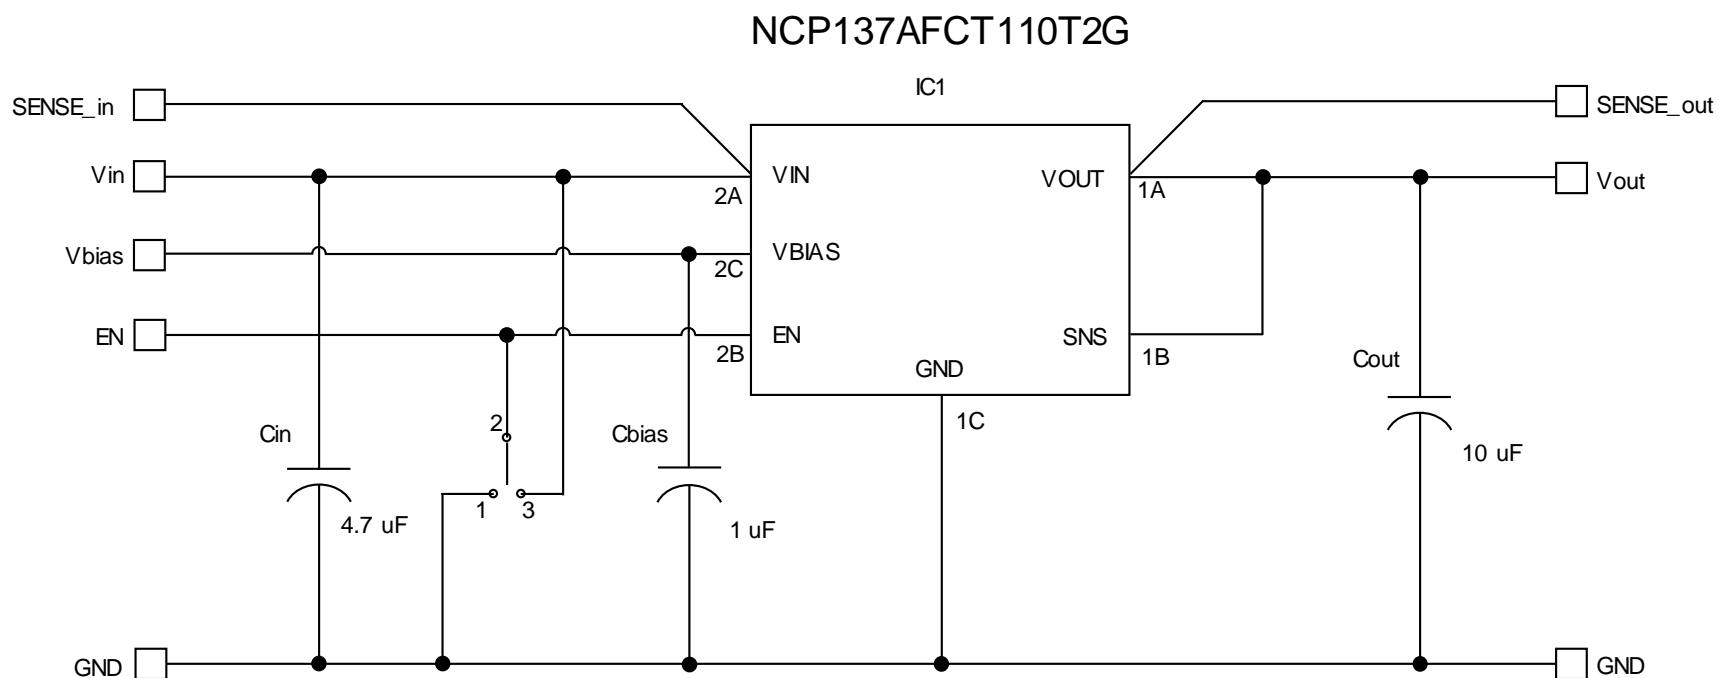 NCP137AFCT110T2G
IC1
SENSE_in
SENSE_out
Vin
VIN
VOUT
Vout
2A
1A
Vbias
VBIAS
2C
EN
EN
SNS
2B
1B
GND
Cout
1C
Cin
2
Cbias
10 uF
1
3
4.7 uF
1 uF
GND
GND